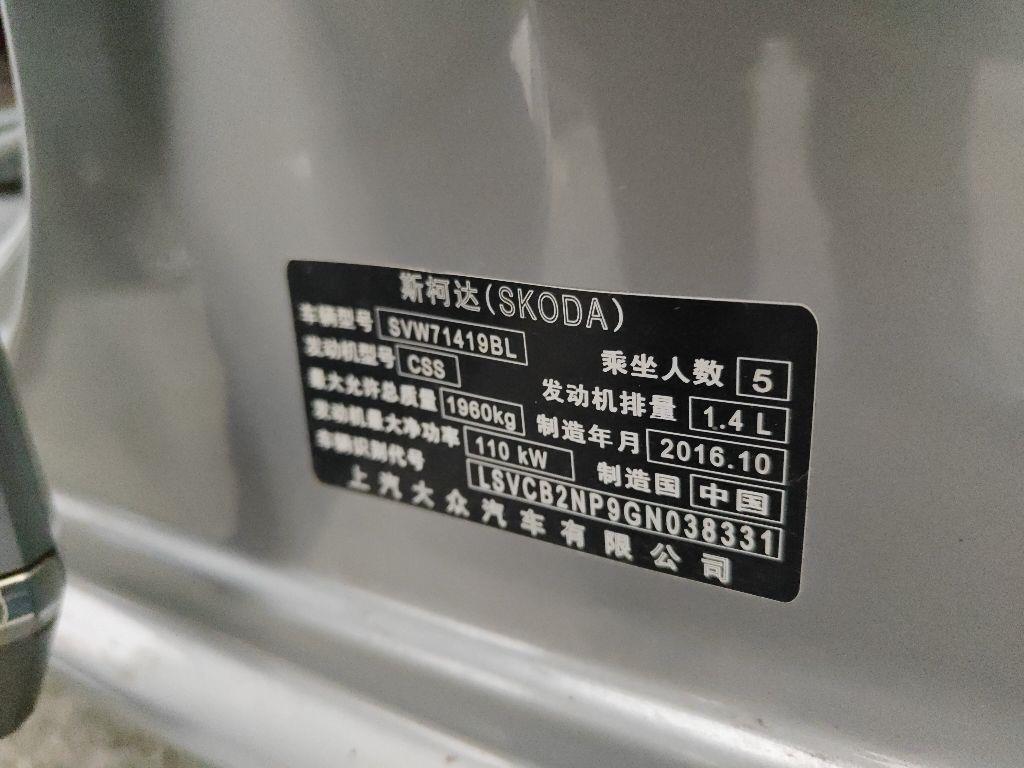 斯柯达(SKODA)
车辆型号 SVW71419BL 乘坐人数 5
发动机型号 CSS 发动机排量 1.4 L
最大允许总质量 1960kg 制造年月 2016.10
发动机最大净功率 110 kW 制造国 中国
车辆识别代号 LSVCB2NP9GN038331
上汽大众汽车有限公司